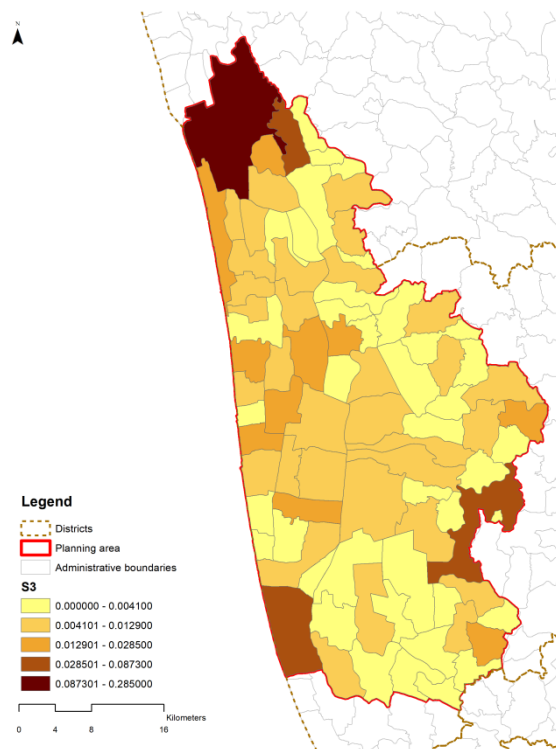 N
Legend
Districts
Planning area
Administrative boundaries
S3
0.000000 - 0.004100
0.004101 - 0.012900
0.012901 - 0.028500
0.028501 - 0.087300
0.087301 - 0.285000
0 4 8 16
Kilometers